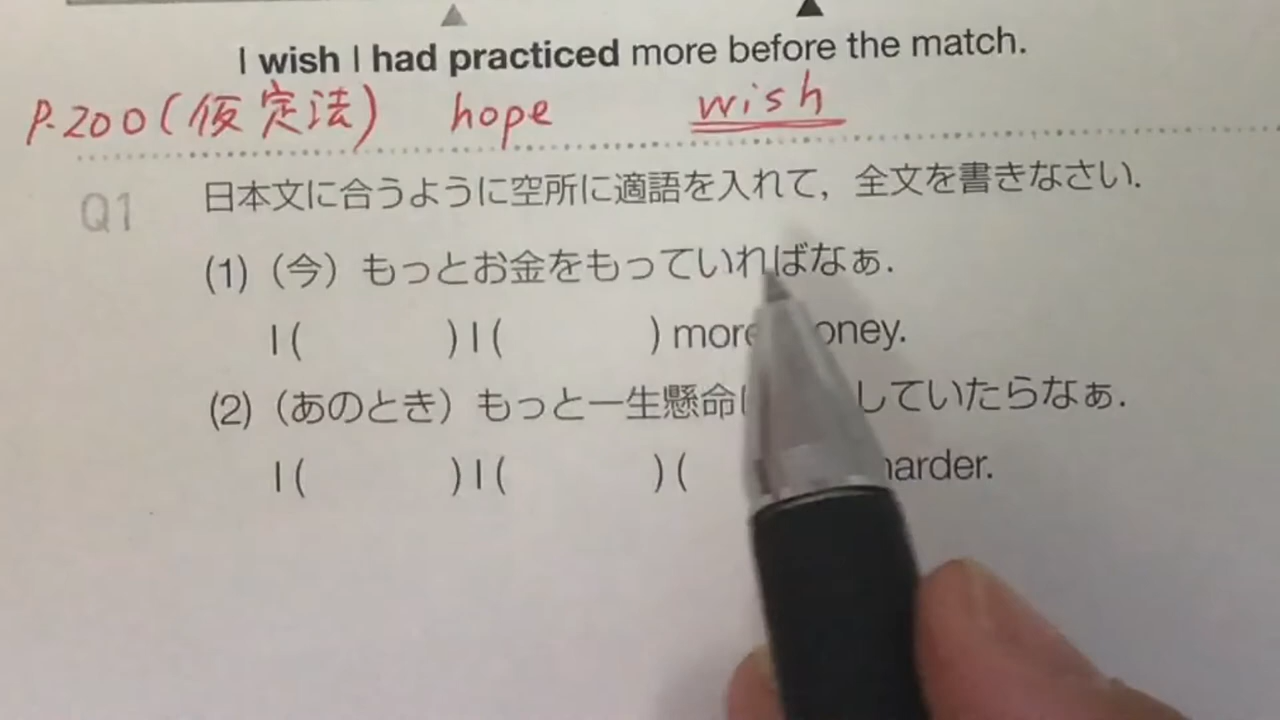 I wish I had practiced more before the match.
P.200(仮定法) hope wish
Q1 日本文に合うように空所に適語を入れて,全文を書きなさい.
(1)(今)もっとお金をもっていればなぁ.
I ( ) I ( ) more oney.
(2)(あのとき)もっと一生懸命 していたらなぁ.
I ( ) I ( ) ( harder.